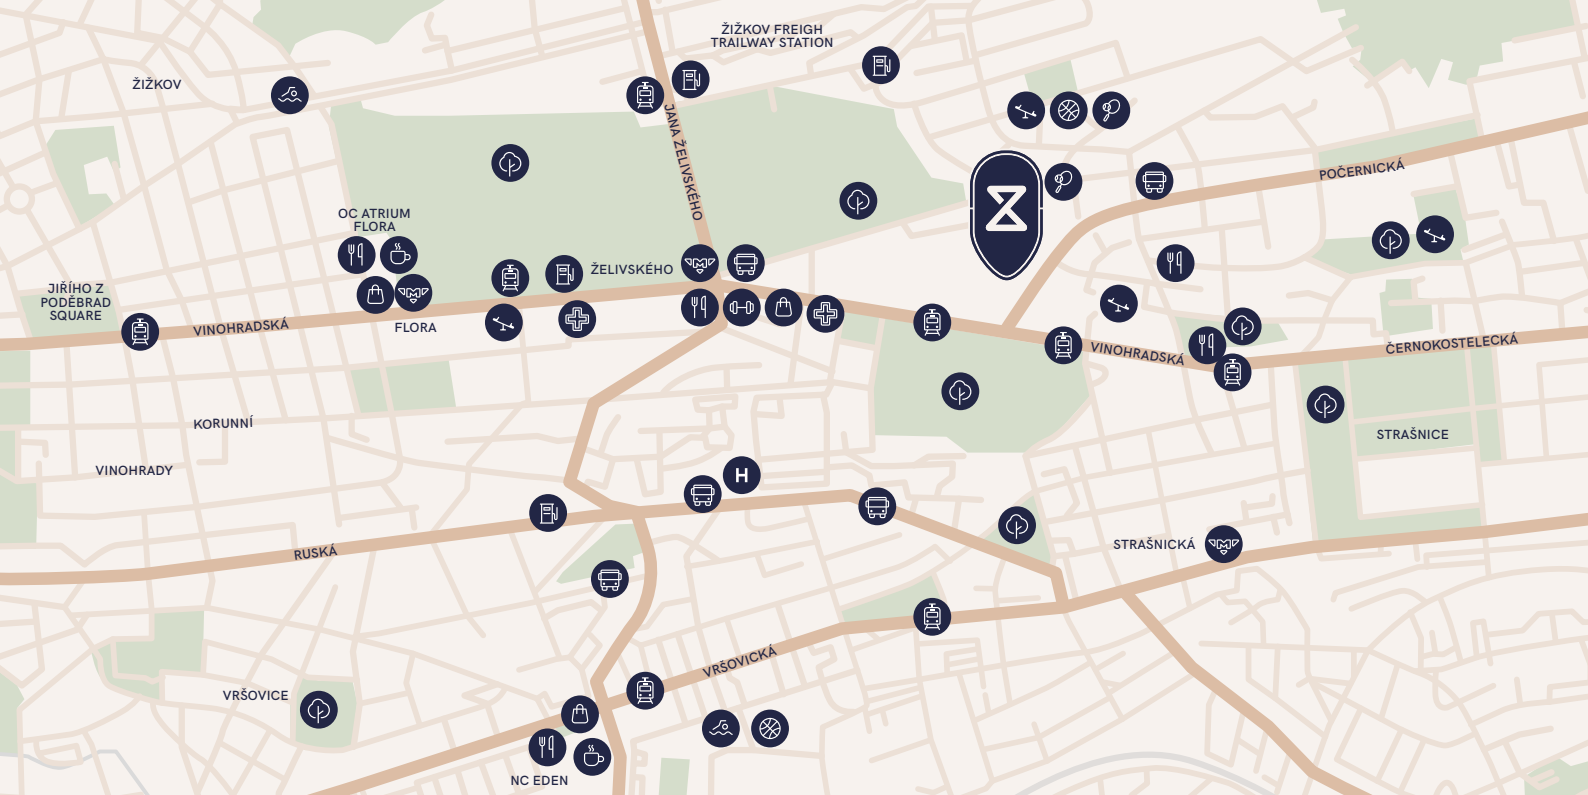 ŽIŽKOV FREIGH
TRAILWAY STATION
ŽIŽKOV
JANA ŽELIVSKÉHO
POČERNICKÁ
OC ATRIUM
FLORA
ŽELIVSKÉHO
JIŘÍHO Z
PODĚBRAD
SQUARE
VINOHRADSKÁ
FLORA
VINOHRADSKÁ
ČERNOKOSTELECKÁ
KORUNNÍ
STRAŠNICE
VINOHRADY
H
STRAŠNICKÁ
RUSKÁ
VRŠOVICKÁ
VRŠOVICE
NC EDEN